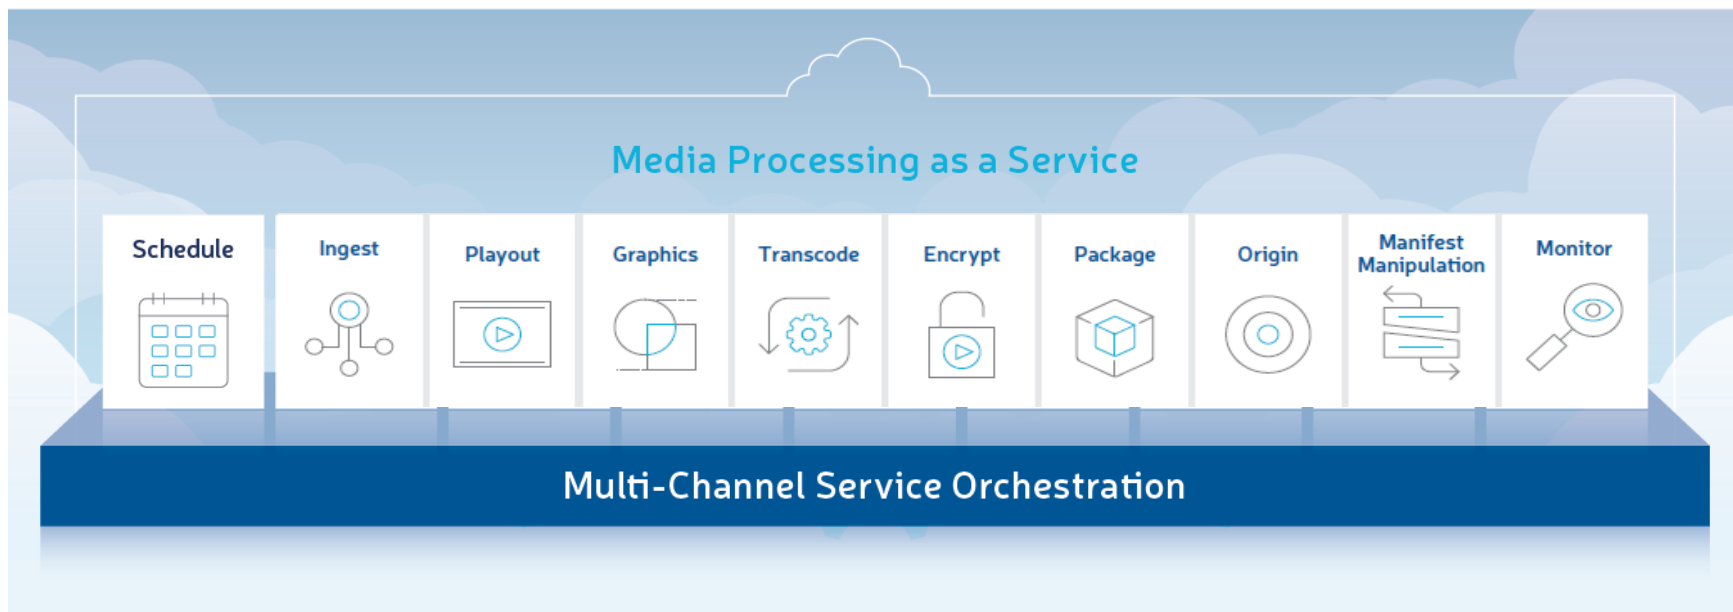 Media Processing as a Service
Schedule
Ingest
Playout
Graphics
Transcode
Encrypt
Package
Origin
Manifest
Manipulation
Monitor
Multi-Channel Service Orchestration